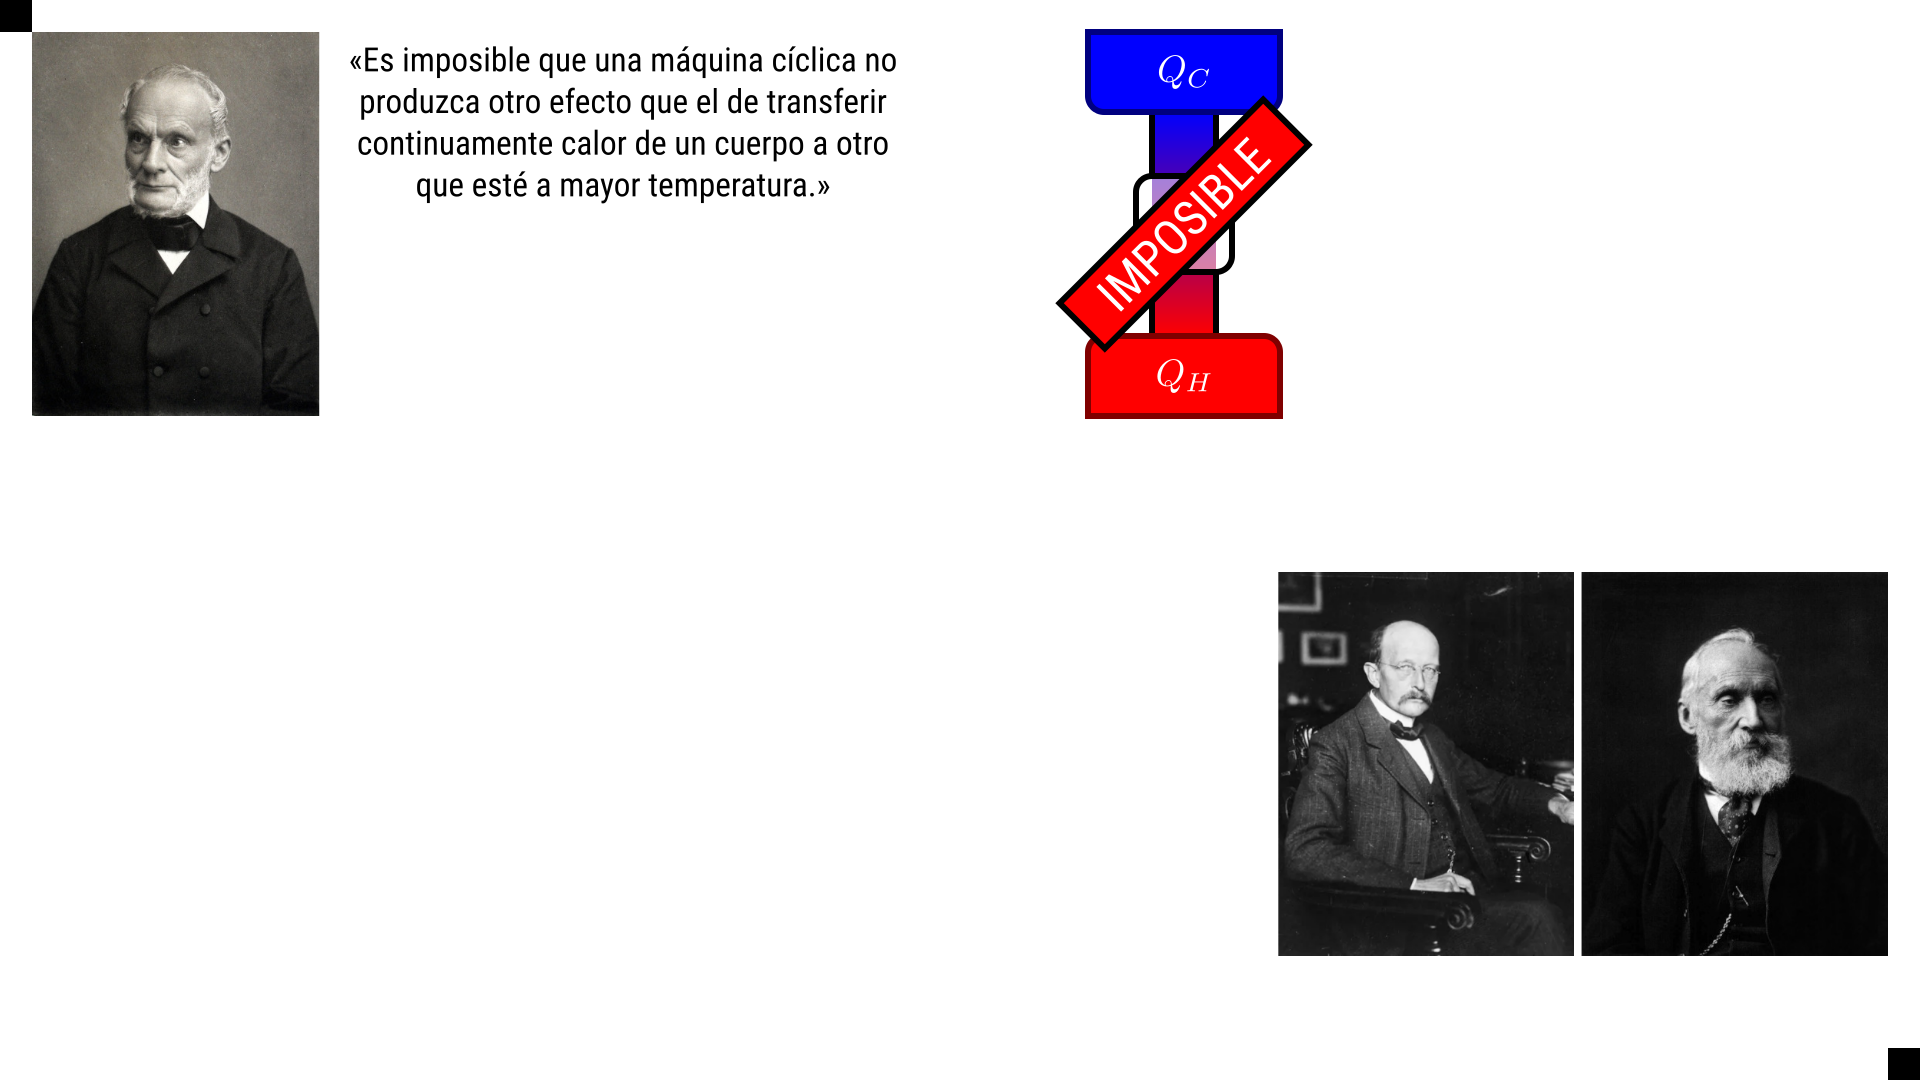 «Es imposible que una máquina cíclica no
produzca otro efecto que el de transferir
continuamente calor de un cuerpo a otro
que esté a mayor temperatura.»
Q_C
IMPOSIBLE
Q_H